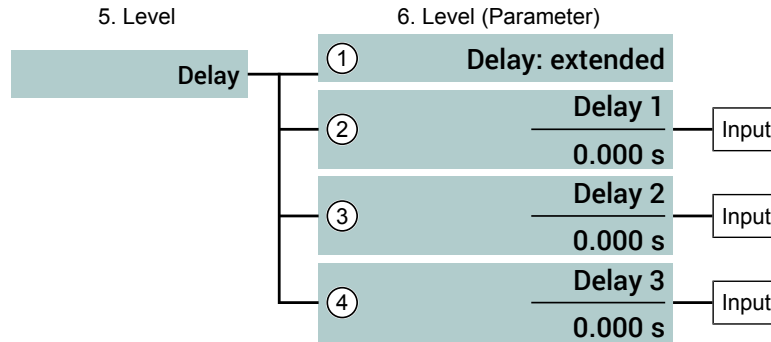 5. Level
6. Level (Parameter)
Delay
1
Delay: extended
2
Delay 1
0.000 s
Input
3
Delay 2
0.000 s
Input
4
Delay 3
0.000 s
Input